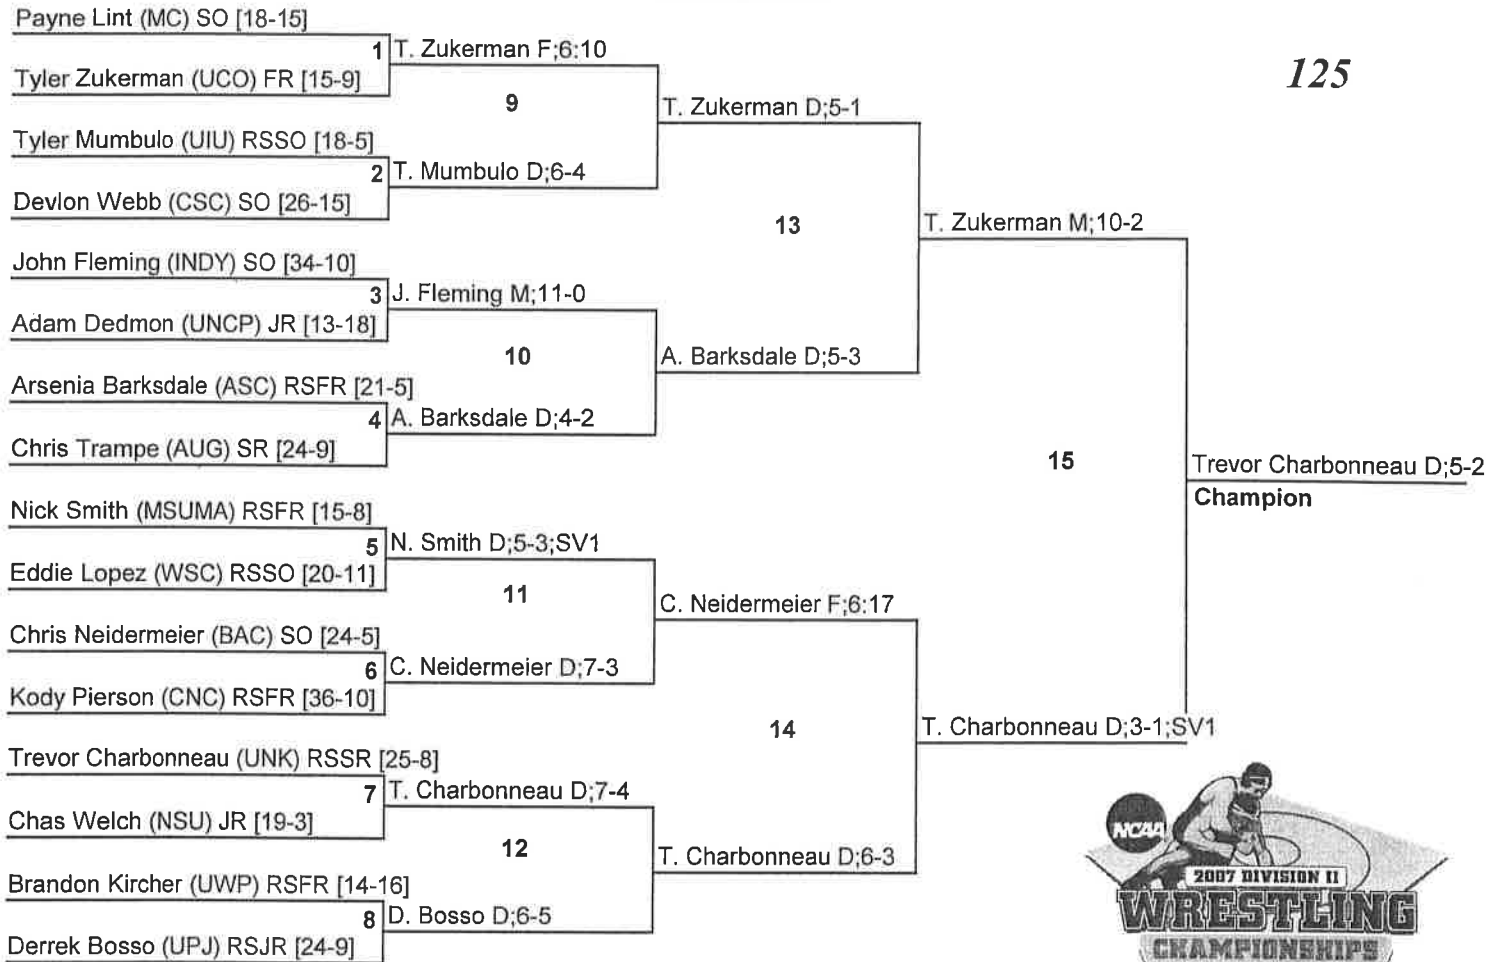 Payne Lint (MC) SO [18-15]
1 T. Zukerman F;6:10
125
Tyler Zukerman (UCO) FR [15-9]
9
T. Zukerman D;5-1
Tyler Mumbulo (UIU) RSSO [18-5]
2 T. Mumbulo D;6-4
Devlon Webb (CSC) SO [26-15]
13
T. Zukerman M;10-2
John Fleming (INDY) SO [34-10]
3 J. Fleming M;11-0
Adam Dedmon (UNCP) JR [13-18]
10
A. Barksdale D;5-3
Arsenia Barksdale (ASC) RSFR [21-5]
4 A. Barksdale D;4-2
Chris Trampe (AUG) SR [24-9]
15
Trevor Charbonneau D;5-2
Champion
Nick Smith (MSUMA) RSFR [15-8]
5 N. Smith D;5-3;SV1
Eddie Lopez (WSC) RSSO [20-11]
11
C. Neidermeier F;6:17
Chris Neidermeier (BAC) SO [24-5]
6 C. Neidermeier D;7-3
Kody Pierson (CNC) RSFR [36-10]
14
T. Charbonneau D;3-1;SV1
Trevor Charbonneau (UNK) RSSR [25-8]
7 T. Charbonneau D;7-4
Chas Welch (NSU) JR [19-3]
12
T. Charbonneau D;6-3
Brandon Kircher (UWP) RSFR [14-16]
8 D. Bosso D;6-5
Derrek Bosso (UPJ) RSJR [24-9]
NCAA
2007 DIVISION II
WRESTLING
CHAMPIONSHIPS